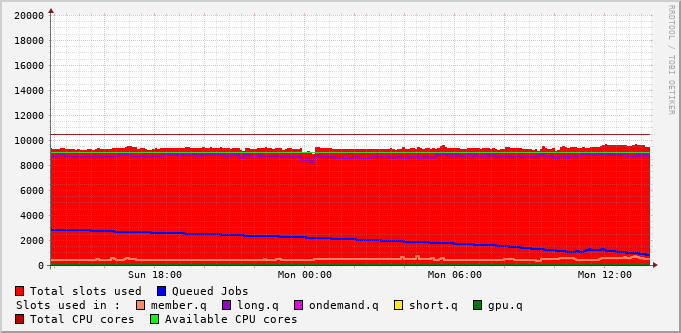 20000
18000
16000
14000
12000
10000
8000
6000
4000
2000
0
Sun 18:00 Mon 00:00 Mon 06:00 Mon 12:00
RRDTOOL / TOBI OETIKER
Total slots used Queued Jobs
Slots used in : member.q long.q ondemand.q short.q gpu.q
Total CPU cores Available CPU cores